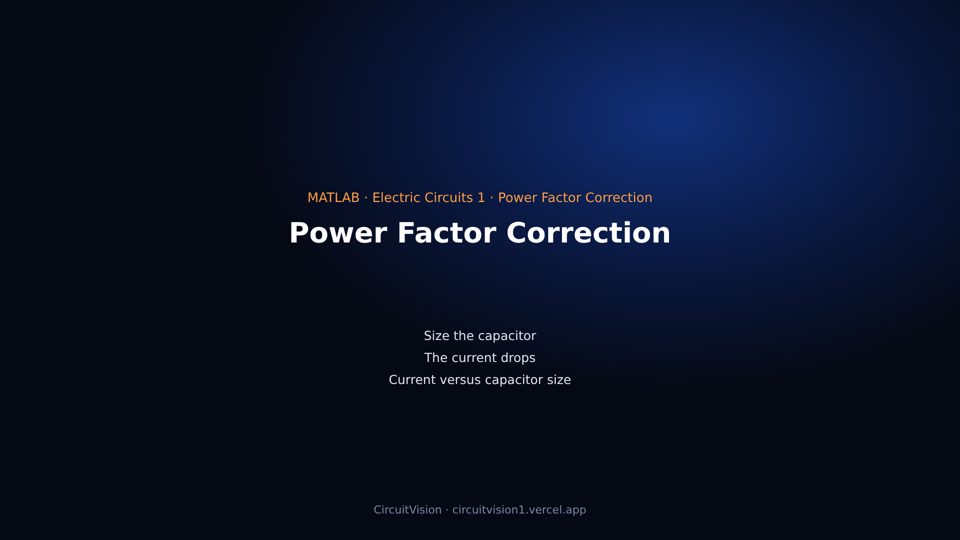 MATLAB · Electric Circuits 1 · Power Factor Correction
Power Factor Correction
Size the capacitor
The current drops
Current versus capacitor size
CircuitVision · circuitvision1.vercel.app